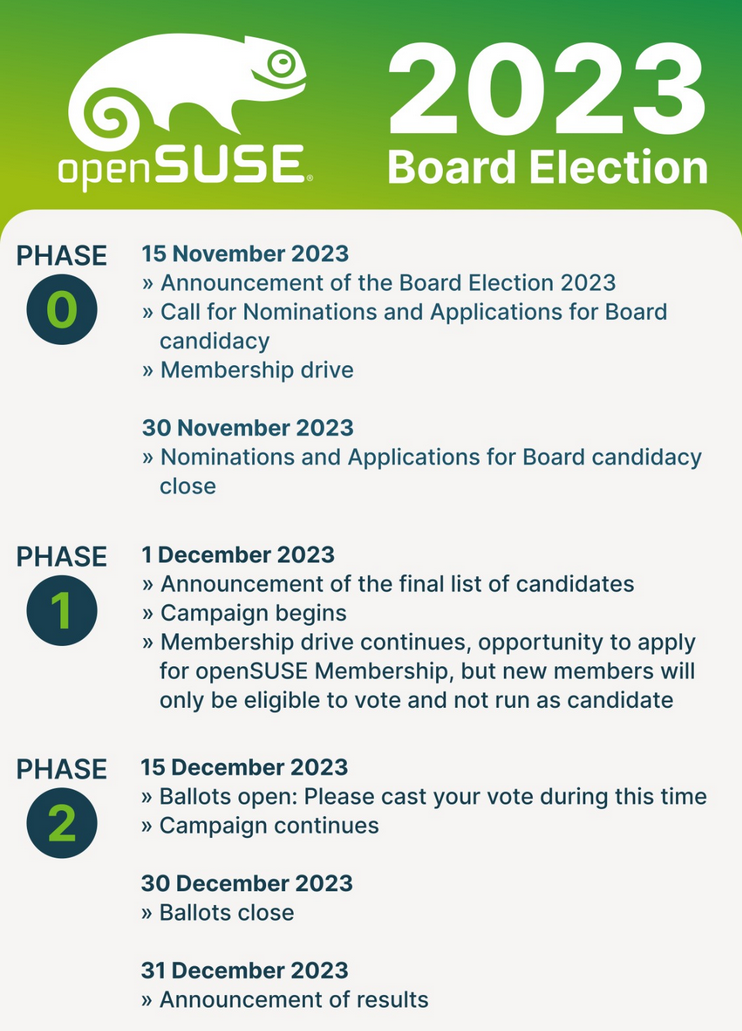 openSUSE®
2023
Board Election
PHASE
0
15 November 2023
» Announcement of the Board Election 2023
» Call for Nominations and Applications for Board
candidacy
» Membership drive
30 November 2023
» Nominations and Applications for Board candidacy
close
PHASE
1
1 December 2023
» Announcement of the final list of candidates
» Campaign begins
» Membership drive continues, opportunity to apply
for openSUSE Membership, but new members will
only be eligible to vote and not run as candidate
PHASE
2
15 December 2023
» Ballots open: Please cast your vote during this time
» Campaign continues
30 December 2023
» Ballots close
31 December 2023
» Announcement of results